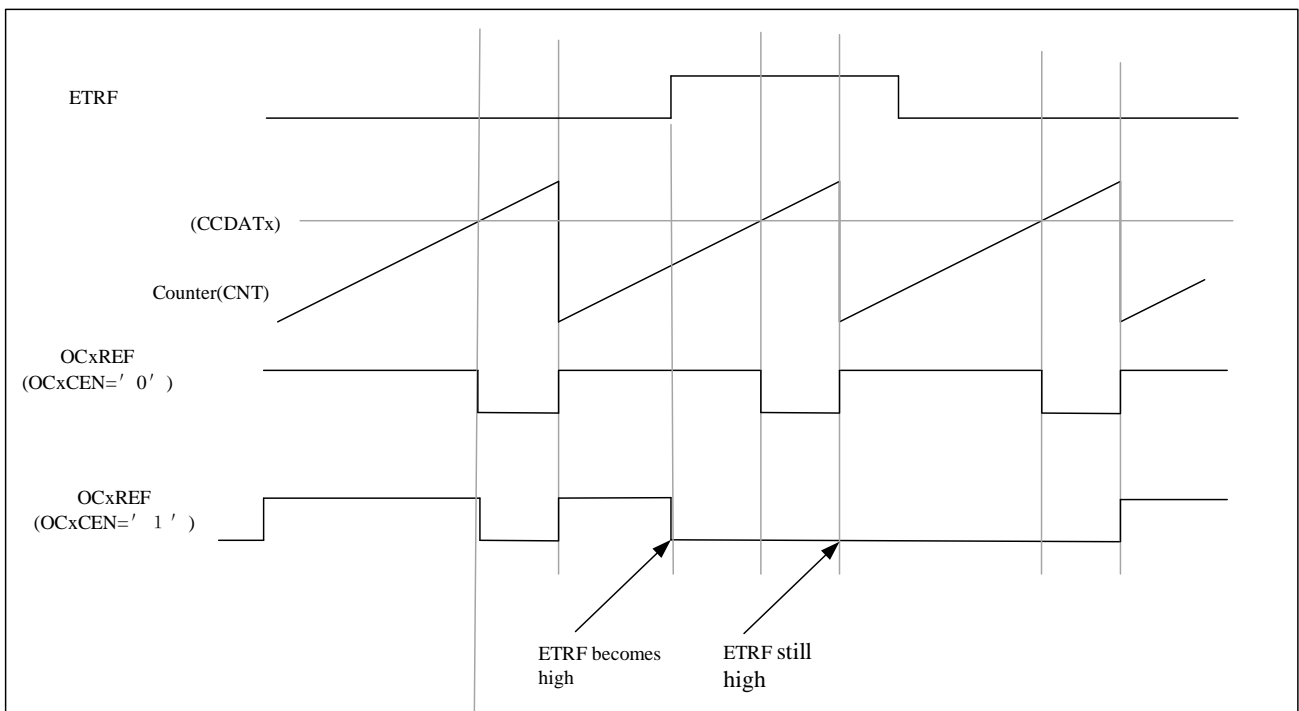 ETRF
(CCDATx)
Counter(CNT)
OCxREF
(OCxCEN=′ 0′ )
OCxREF
(OCxCEN=′ 1 ′ )
ETRF becomes
high
ETRF still
high